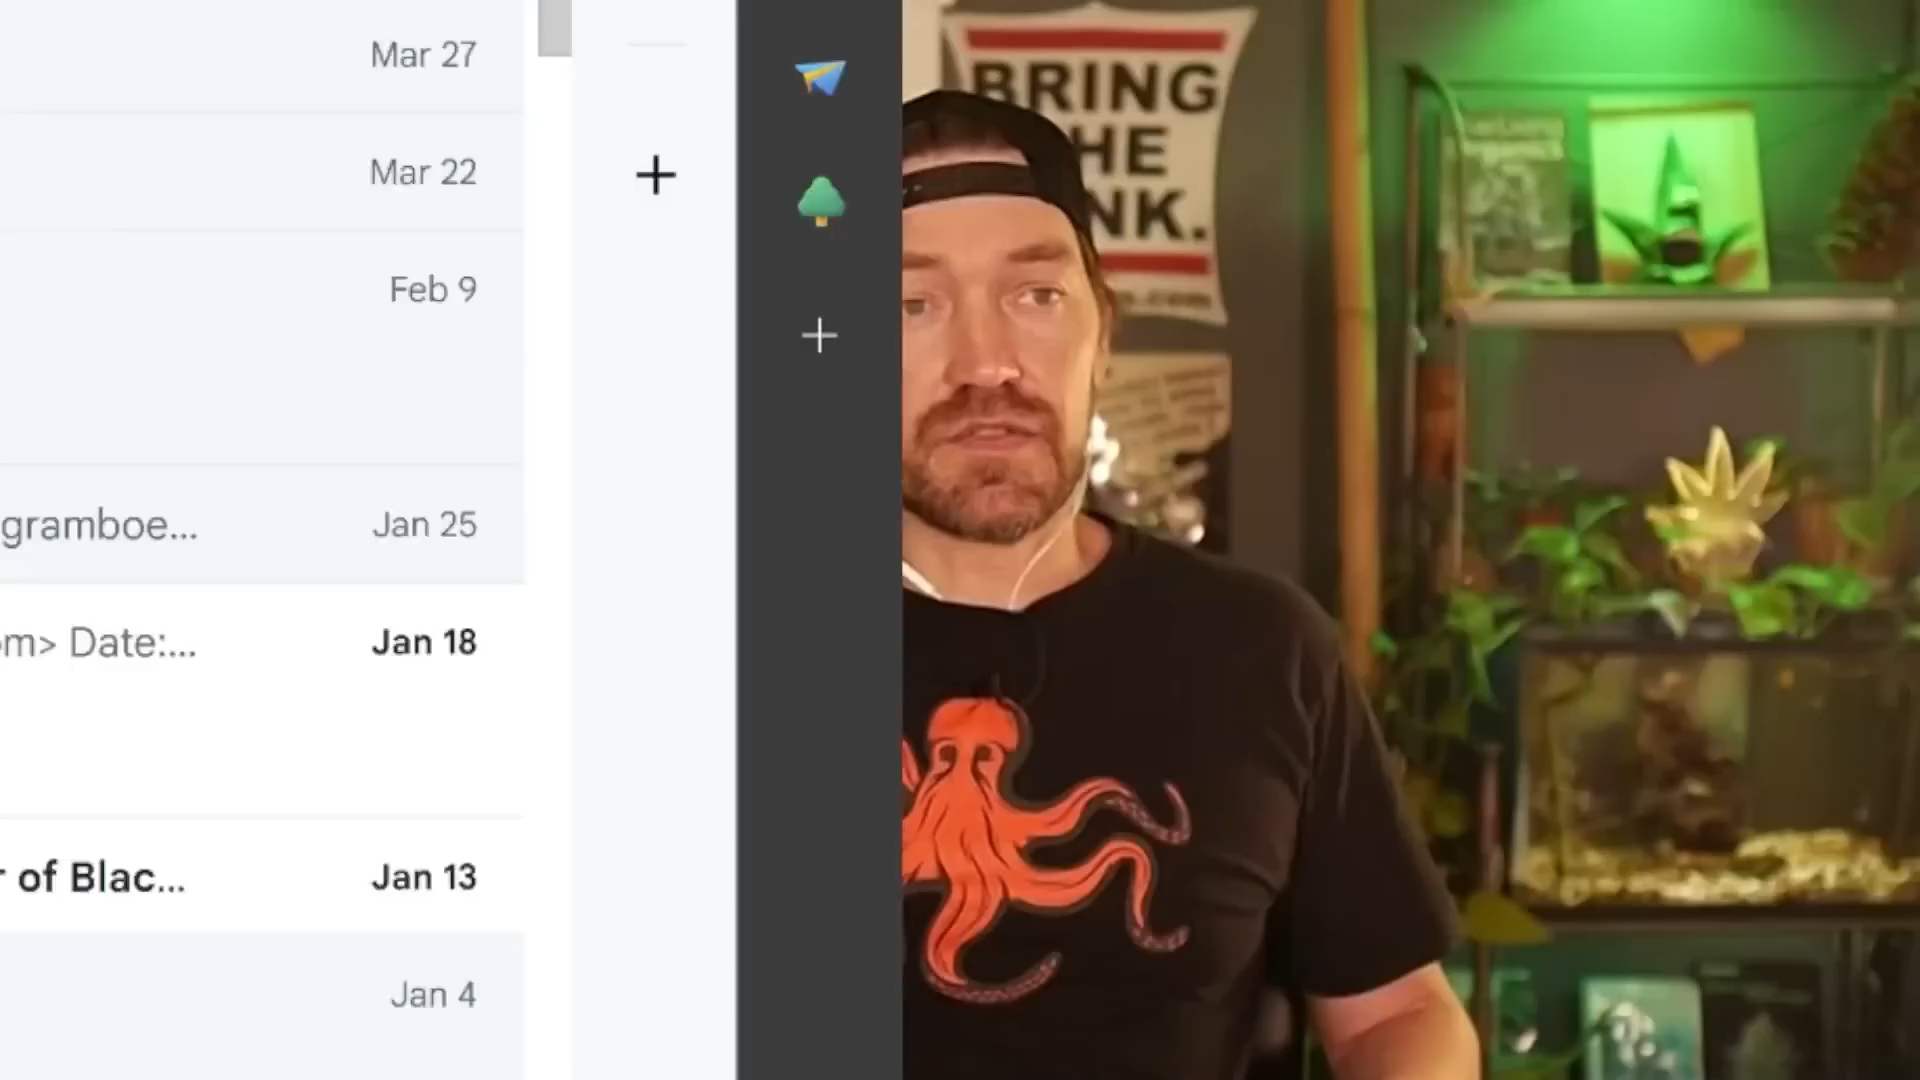 Mar 27
Mar 22
Feb 9
gramboe... Jan 25
m> Date:... Jan 18
r of Blac... Jan 13
Jan 4
BRING
HE
NK.